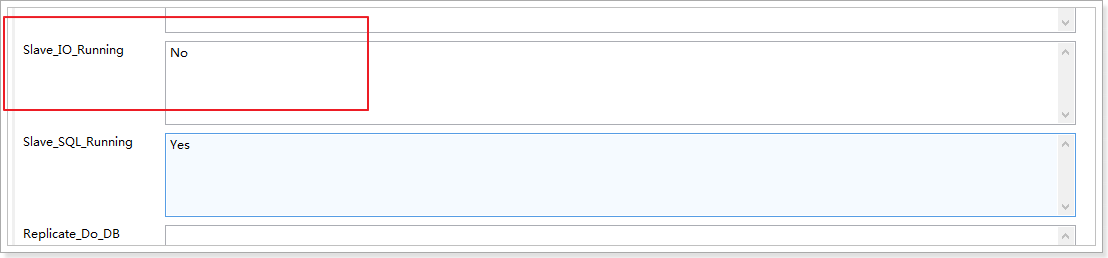 Slave_IO_Running No
Slave_SQL_Running Yes
Replicate_Do_DB